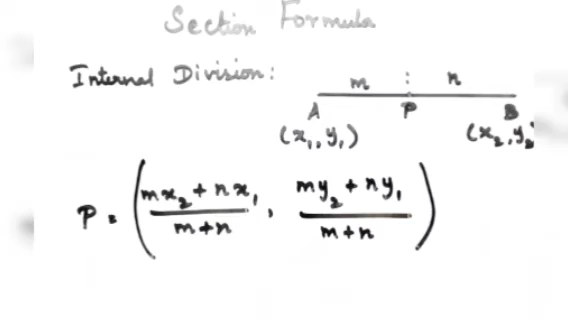 Section Formula
Internal Division:
m : n
A P B
(x₁, y₁) (x₂, y₂
P = ( mx₂ + nx₁ / m+n , my₂ + ny₁ / m+n )